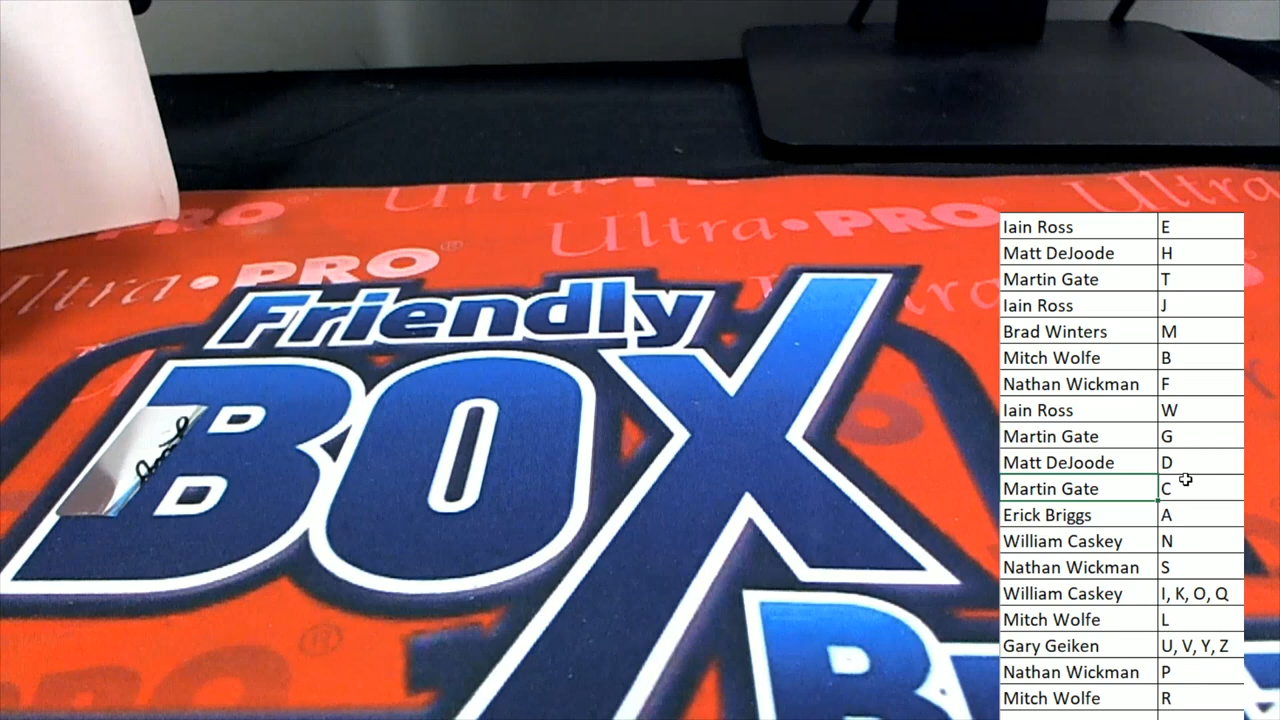 Ultra
PRO
Ultra
Ultra•PRO
PRO®
Ultra•PRO®
Friendly
BOX
Iain Ross E
Matt DeJoode H
Martin Gate T
Iain Ross J
Brad Winters M
Mitch Wolfe B
Nathan Wickman F
Iain Ross W
Martin Gate G
Matt DeJoode D
Martin Gate C
Erick Briggs A
William Caskey N
Nathan Wickman S
William Caskey I, K, O, Q
Mitch Wolfe L
Gary Geiken U, V, Y, Z
Nathan Wickman P
Mitch Wolfe R